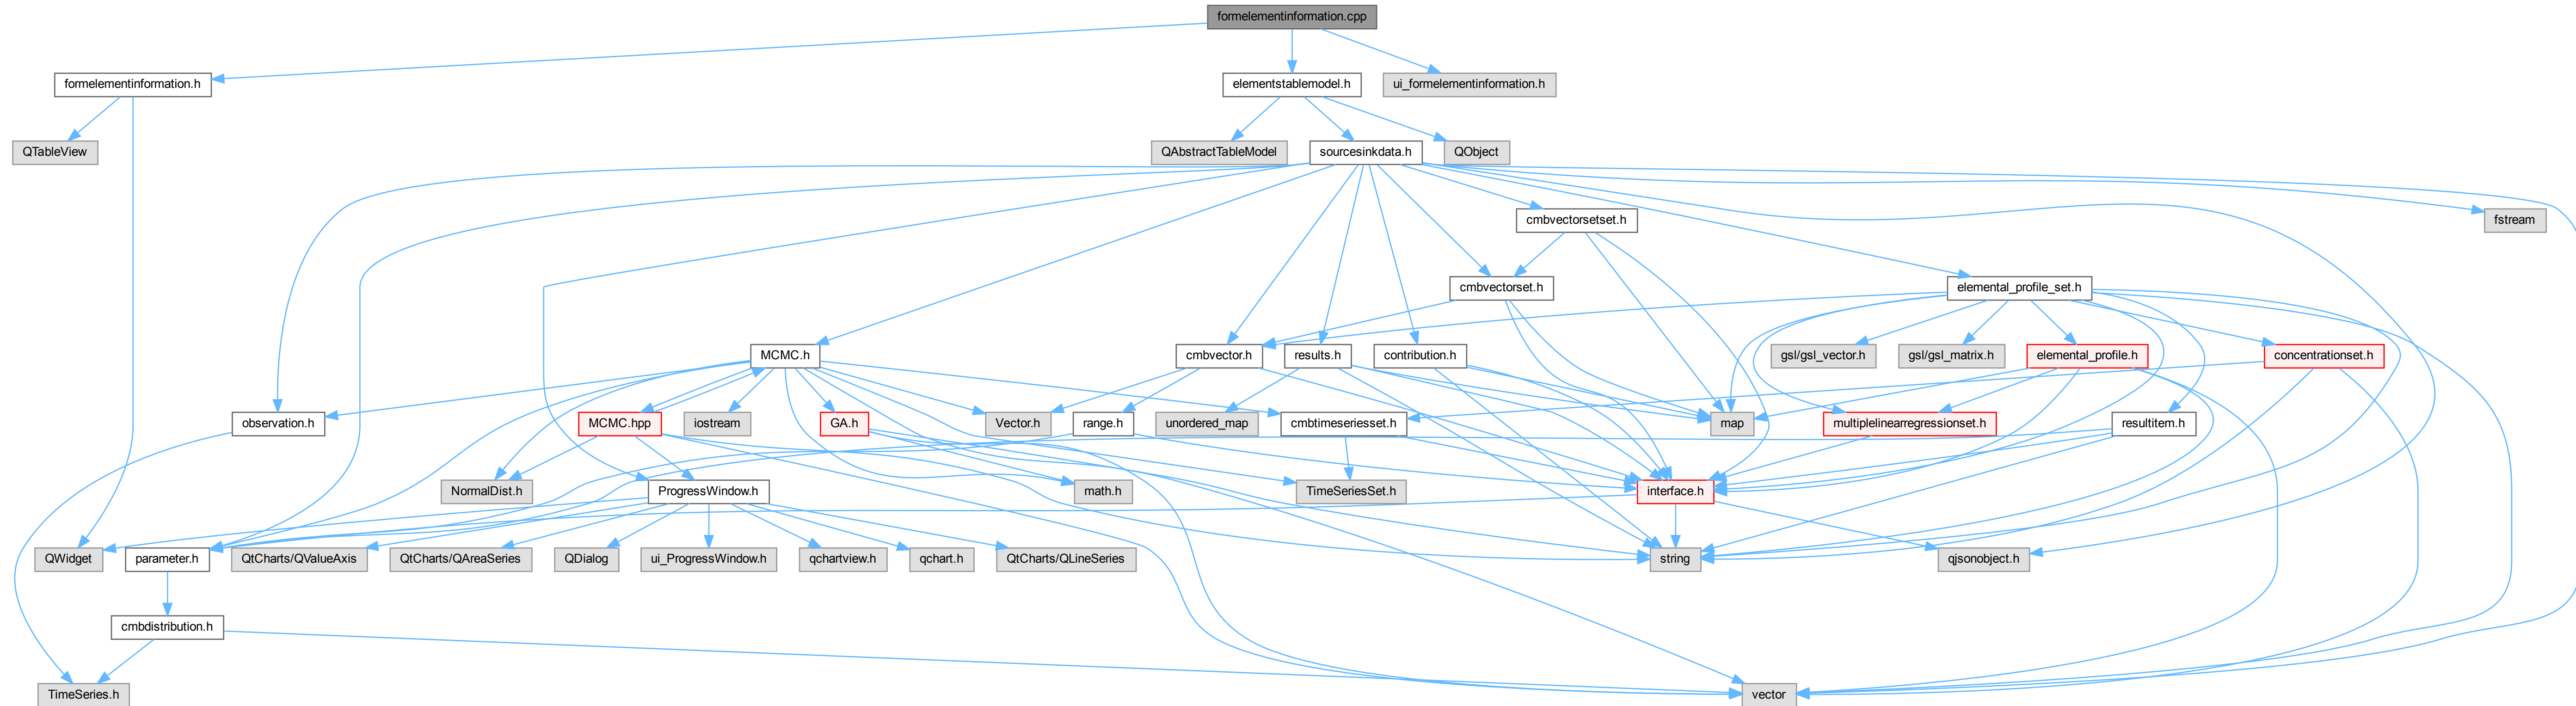 formelementinformation.cpp
formelementinformation.h
elementstablemodel.h
ui_formelementinformation.h
QTableView
QAbstractTableModel
sourcesinkdata.h
QObject
cmbvectorsetset.h
fstream
cmbvectorset.h
elemental_profile_set.h
MCMC.h
cmbvector.h
results.h
contribution.h
gsl/gsl_vector.h
gsl/gsl_matrix.h
elemental_profile.h
concentrationset.h
observation.h
MCMC.hpp
iostream
GA.h
Vector.h
range.h
unordered_map
cmbtimeseriesset.h
map
multiplelinearregressionset.h
resultitem.h
NormalDist.h
ProgressWindow.h
math.h
TimeSeriesSet.h
interface.h
QWidget
parameter.h
QtCharts/QValueAxis
QtCharts/QAreaSeries
QDialog
ui_ProgressWindow.h
qchartview.h
qchart.h
QtCharts/QLineSeries
string
qjsonobject.h
cmbdistribution.h
TimeSeries.h
vector